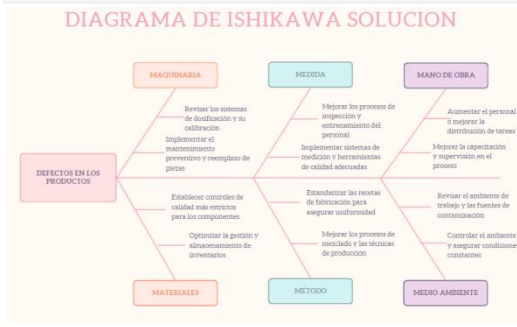 DIAGRAMA DE ISHIKAWA SOLUCION
MAQUINARIA
MEDIDA
MANO DE OBRA
Revisar los sistemas
de dosificación y su
calibración
Implementar el
mantenimiento
preventivo y reemplazo de
piezas
Mejorar los procesos de
inspección y
entrenamiento del
personal
Implementar sistemas de
medición y herramientas
de calidad adecuadas
Aumentar el personal
ó mejorar la
distribución de tareas
Mejorar la capacitación
y supervisión en el
proceso
DEFECTOS EN LOS
PRODUCTOS
Establecer controles de
calidad más estrictos
para los componentes
Optimizar la gestión y
almacenamiento de
inventarios
Estandarizar las recetas
de fabricación para
asegurar uniformidad
Mejorar los procesos de
mezclado y las técnicas
de producción
Revisar el ambiente de
trabajo y las fuentes de
contaminación
Controlar el ambiente
y asegurar condicione
constantes
MATERIALES
MÉTODO
MEDIO AMBIENTE